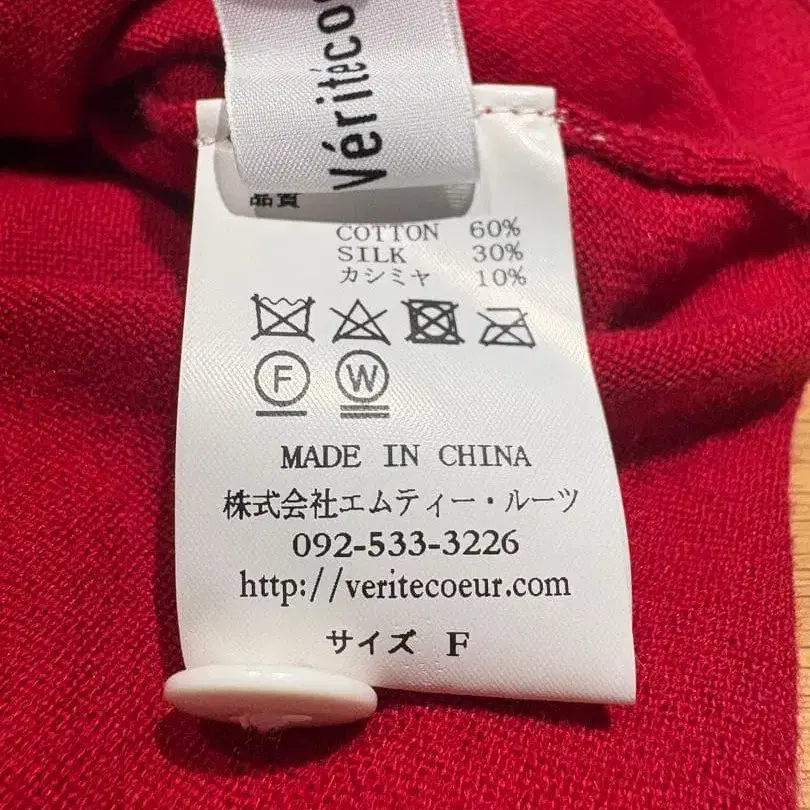 Véritéco
品質
COTTON 60%
SILK 30%
カシミヤ 10%
F W
MADE IN CHINA
株式会社エムティー・ルーツ
092-533-3226
http://veritecoeur.com
サイズ F